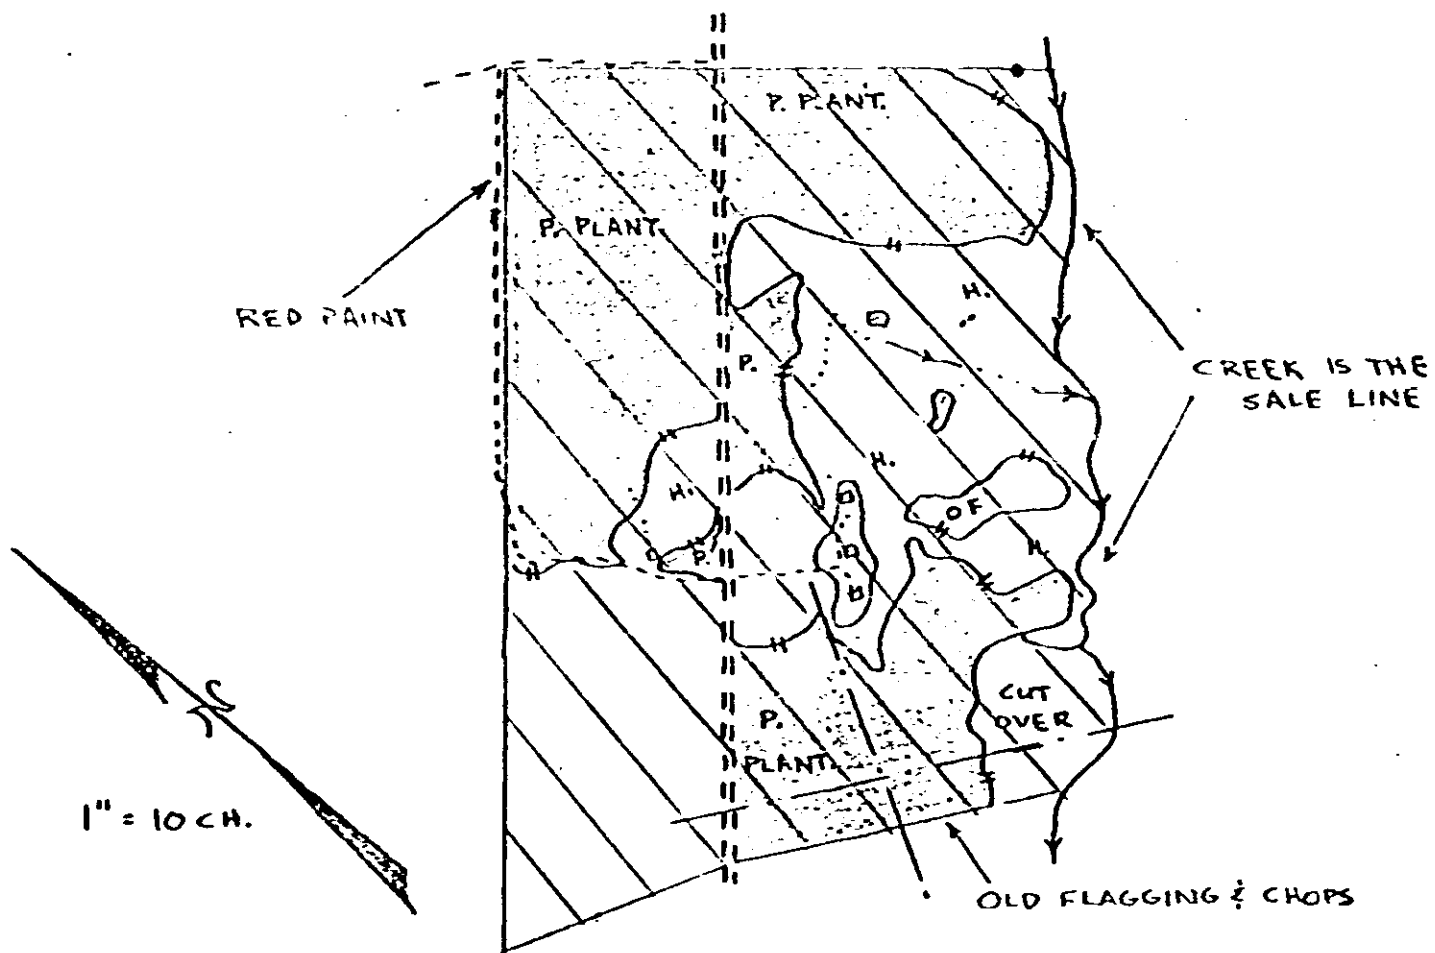 P. PLANT.
P. PLANT.
RED PAINT
H.
P.
CREEK IS THE
SALE LINE
H.
H.
OF
P.
H.
CUT
OVER
P.
PLANT.
1" = 10 CH.
OLD FLAGGING & CHOPS